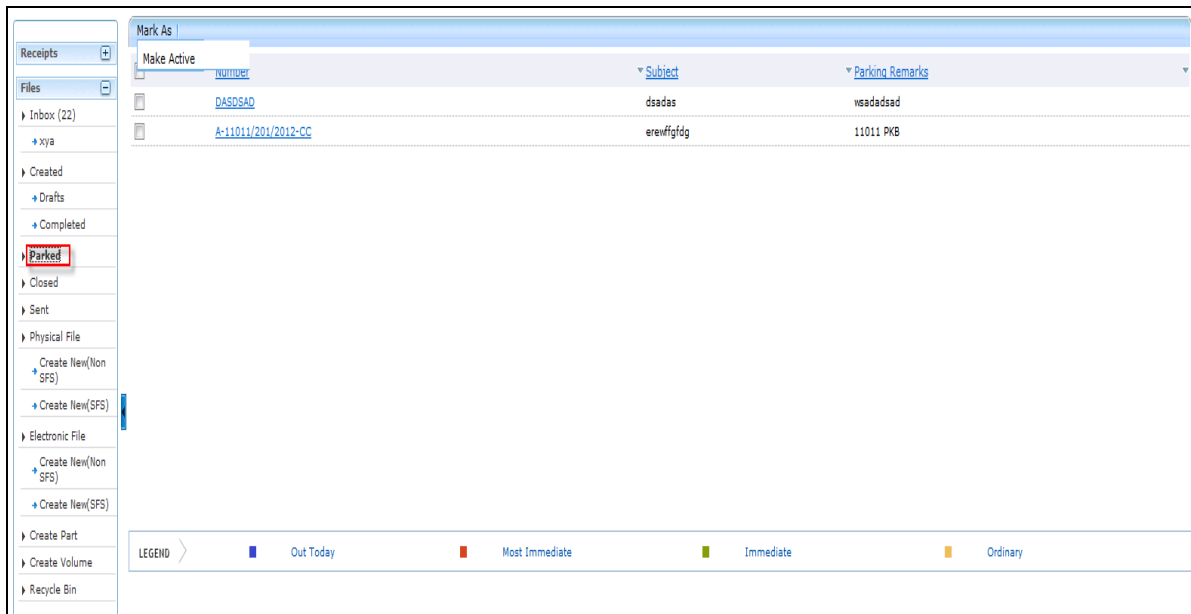 Mark As
Make Active
Number
Subject
Parking Remarks
DASDSAD
dsadas
wsadadsad
A-11011/201/2012-CC
erewffgfdg
11011 PKB
Receipts
Files
Inbox (22)
xya
Created
Drafts
Completed
Parked
Closed
Sent
Physical File
Create New(Non
SFS)
Create New(SFS)
Electronic File
Create New(Non
SFS)
Create New(SFS)
Create Part
Create Volume
Recycle Bin
LEGEND
Out Today
Most Immediate
Immediate
Ordinary